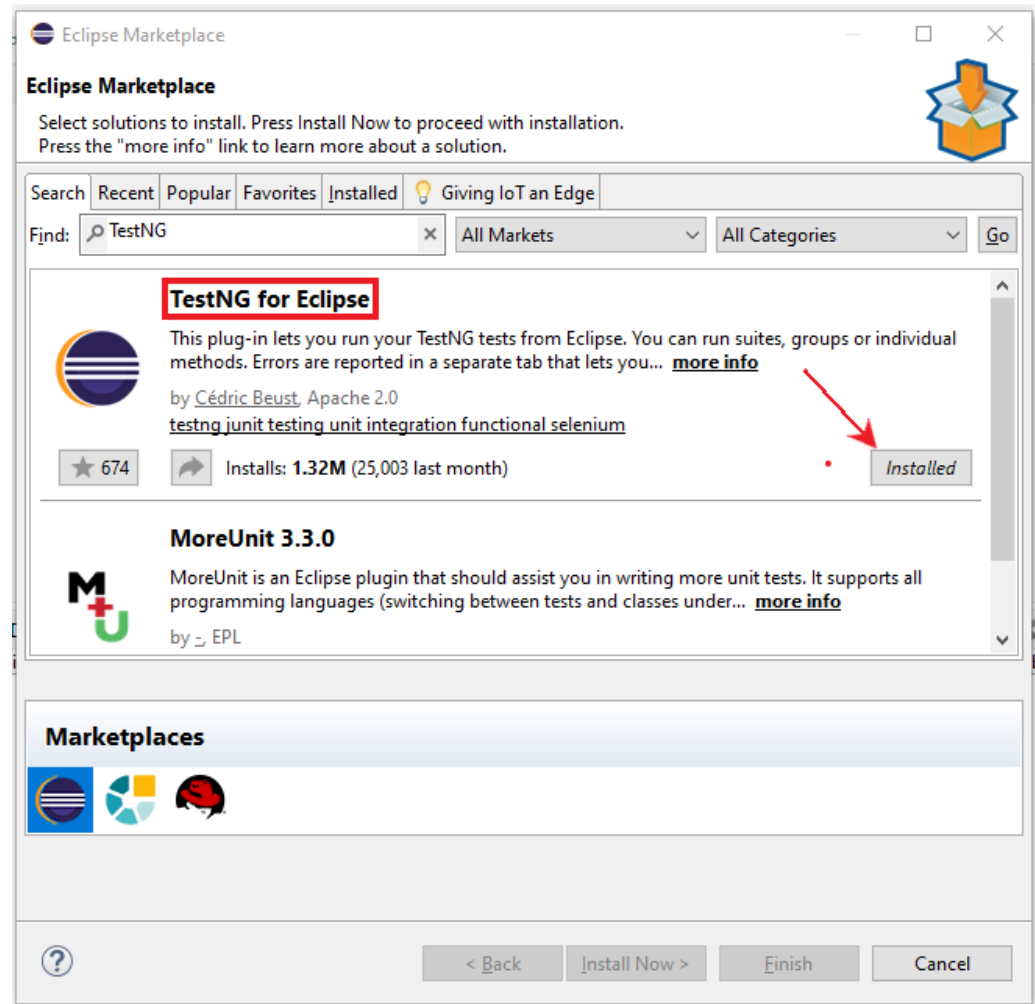 Eclipse Marketplace
Eclipse Marketplace
Select solutions to install. Press Install Now to proceed with installation.
Press the "more info" link to learn more about a solution.
Search Recent Popular Favorites Installed Giving IoT an Edge
Find: TestNG All Markets All Categories Go
TestNG for Eclipse
This plug-in lets you run your TestNG tests from Eclipse. You can run suites, groups or individual
methods. Errors are reported in a separate tab that lets you... more info
by Cédric Beust, Apache 2.0
testng junit testing unit integration functional selenium
674 Installs: 1.32M (25,003 last month) Installed
MoreUnit 3.3.0
MoreUnit is an Eclipse plugin that should assist you in writing more unit tests. It supports all
programming languages (switching between tests and classes under... more info
M+U
by -, EPL
Marketplaces
? < Back Install Now > Finish Cancel